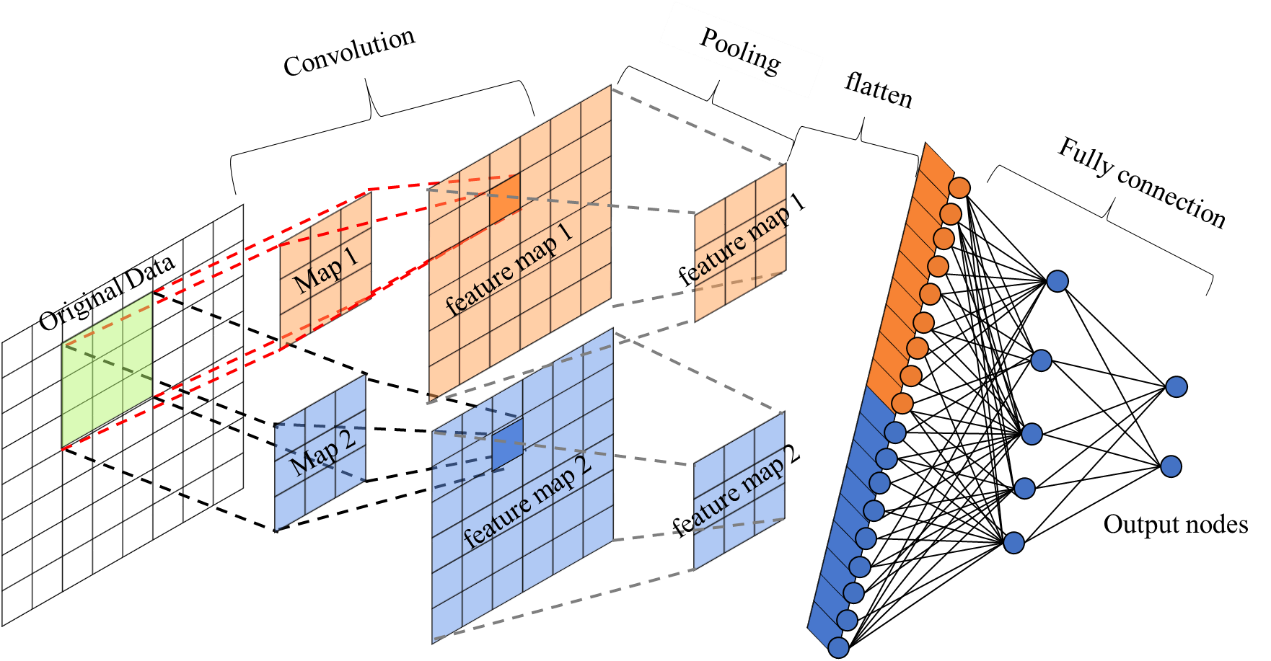 Convolution
Pooling
flatten
Fully connection
Original Data
Map 1
feature map 1
feature map 1
Map 2
feature map 2
feature map 2
Output nodes